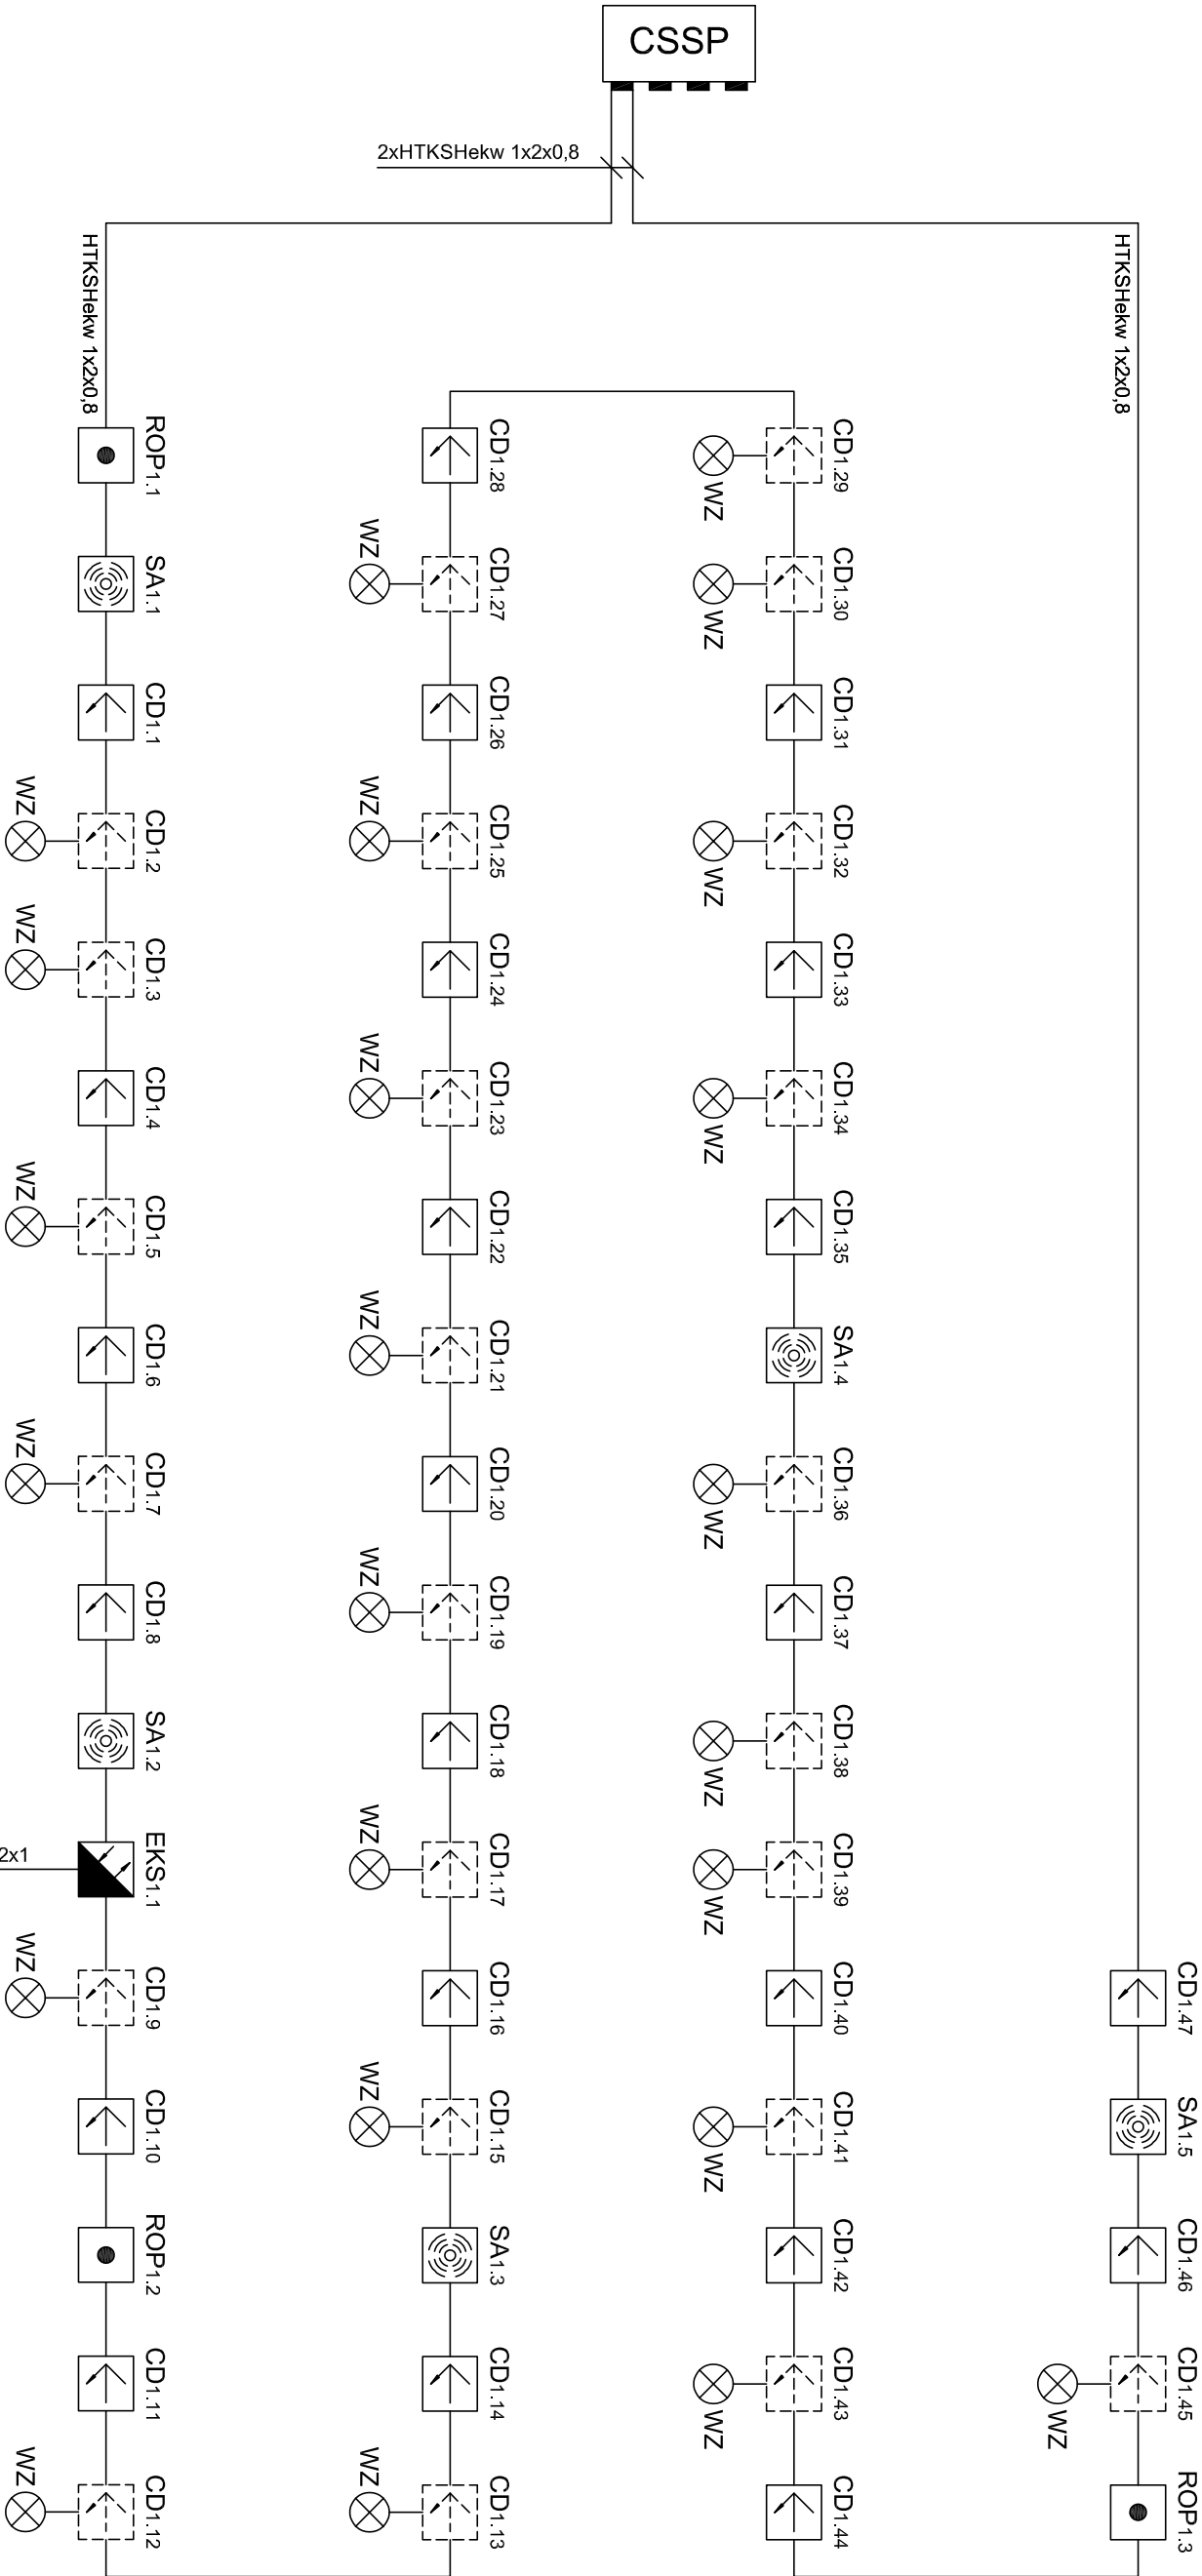 CSSP
2xHTKSHekw 1x2x0,8
HTKSHekw 1x2x0,8
HTKSHekw 1x2x0,8
ROP1.1
SA1.1
CD1.1
CD1.2
WZ
CD1.3
WZ
CD1.4
CD1.5
WZ
CD1.6
CD1.7
WZ
CD1.8
SA1.2
EKS1.1
2x1
CD1.9
WZ
CD1.10
ROP1.2
CD1.11
CD1.12
WZ
CD1.13
WZ
CD1.14
SA1.3
CD1.15
WZ
CD1.16
CD1.17
WZ
CD1.18
CD1.19
WZ
CD1.20
CD1.21
WZ
CD1.22
CD1.23
WZ
CD1.24
CD1.25
WZ
CD1.26
CD1.27
WZ
CD1.28
CD1.29
WZ
CD1.30
WZ
CD1.31
CD1.32
WZ
CD1.33
CD1.34
WZ
CD1.35
SA1.4
CD1.36
WZ
CD1.37
CD1.38
WZ
CD1.39
WZ
CD1.40
CD1.41
WZ
CD1.42
CD1.43
WZ
CD1.44
ROP1.3
CD1.45
WZ
CD1.46
SA1.5
CD1.47